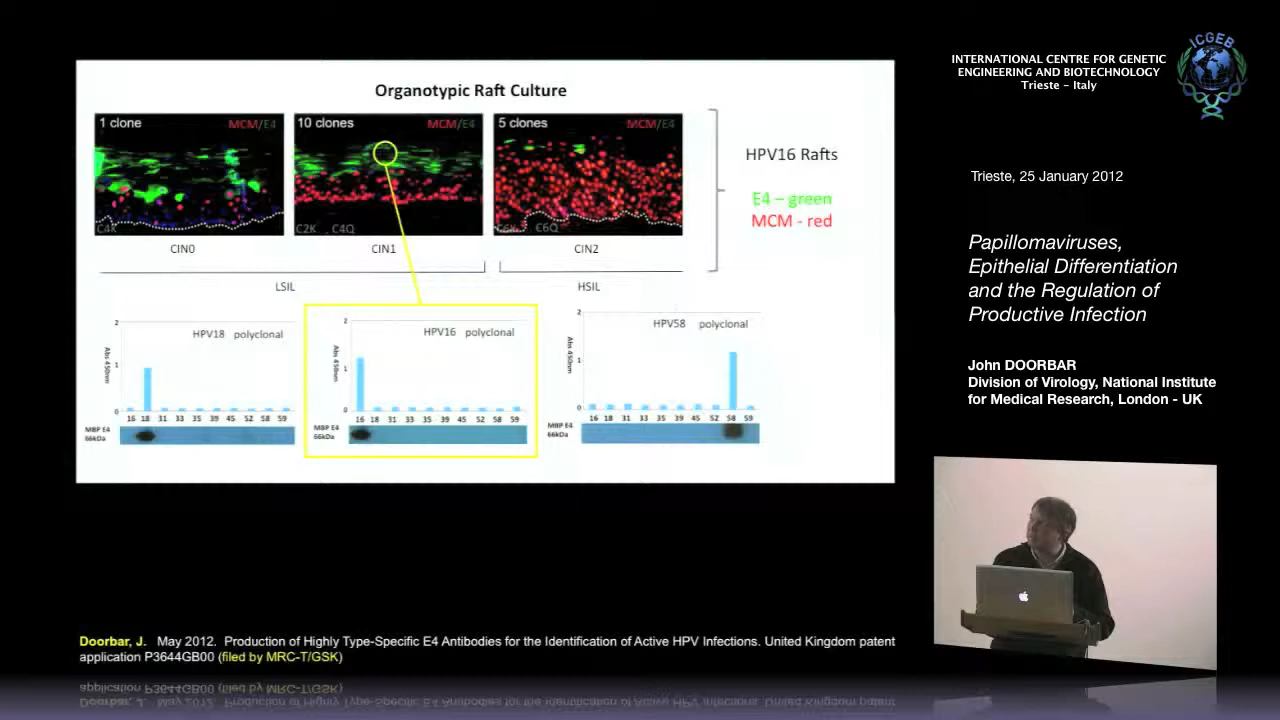 Organotypic Raft Culture
1 clone
MCM/E4
10 clones
MCM/E4
5 clones
MCM/E4
C4K
C2K
C4Q
C6Q
CIN0
CIN1
CIN2
HPV16 Rafts
E4 – green
MCM - red
LSIL
HSIL
HPV18 polyclonal
2
1
0
Abs 450nm
16 18 31 33 35 39 45 52 58 59
MBP E4
66kDa
HPV16 polyclonal
2
1
0
Abs 450nm
16 18 31 33 35 39 45 52 58 59
MBP E4
66kDa
HPV58 polyclonal
2
1
0
Abs 450nm
16 18 31 33 35 39 45 52 58 59
MBP E4
66kDa
Doorbar, J. May 2012. Production of Highly Type-Specific E4 Antibodies for the Identification of Active HPV Infections. United Kingdom patent
application P3644GB00 (filed by MRC-T/GSK)
INTERNATIONAL CENTRE FOR GENETIC
ENGINEERING AND BIOTECHNOLOGY
Trieste – Italy
ICGEB
Trieste, 25 January 2012
Papillomaviruses,
Epithelial Differentiation
and the Regulation of
Productive Infection
John DOORBAR
Division of Virology, National Institute
for Medical Research, London - UK